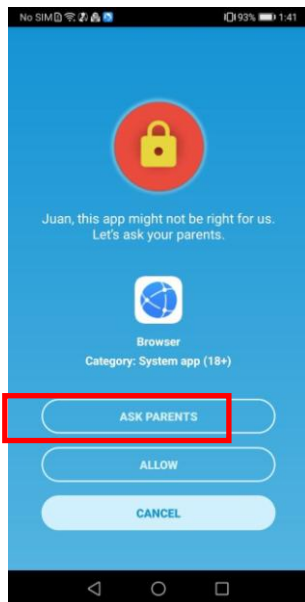 No SIM 93% 1:41
Juan, this app might not be right for us.
Let's ask your parents.
Browser
Category: System app (18+)
ASK PARENTS
ALLOW
CANCEL